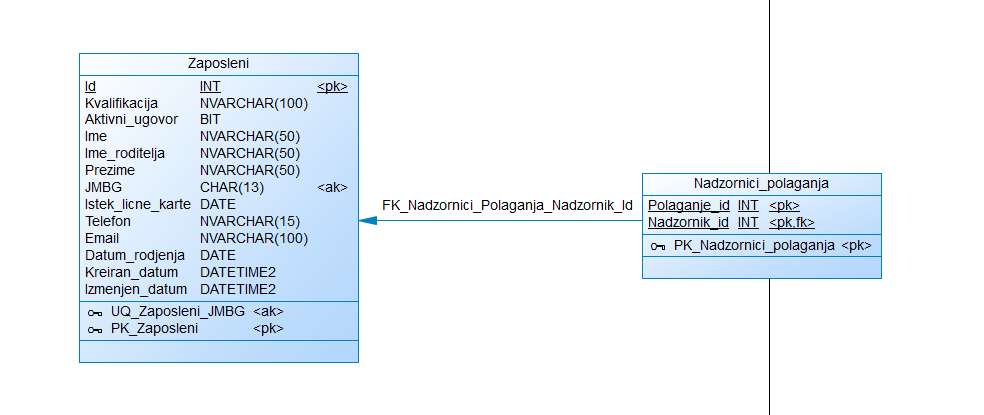 Zaposleni
Id INT <pk>
Kvalifikacija NVARCHAR(100)
Aktivni_ugovor BIT
Ime NVARCHAR(50)
Ime_roditelja NVARCHAR(50)
Prezime NVARCHAR(50)
JMBG CHAR(13) <ak>
Istek_licne_karte DATE
Telefon NVARCHAR(15)
Email NVARCHAR(100)
Datum_rodjenja DATE
Kreiran_datum DATETIME2
Izmenjen_datum DATETIME2
UQ_Zaposleni_JMBG <ak>
PK_Zaposleni <pk>
FK_Nadzornici_Polaganja_Nadzornik_Id
Nadzornici_polaganja
Polaganje_id INT <pk>
Nadzornik_id INT <pk,fk>
PK_Nadzornici_polaganja <pk>